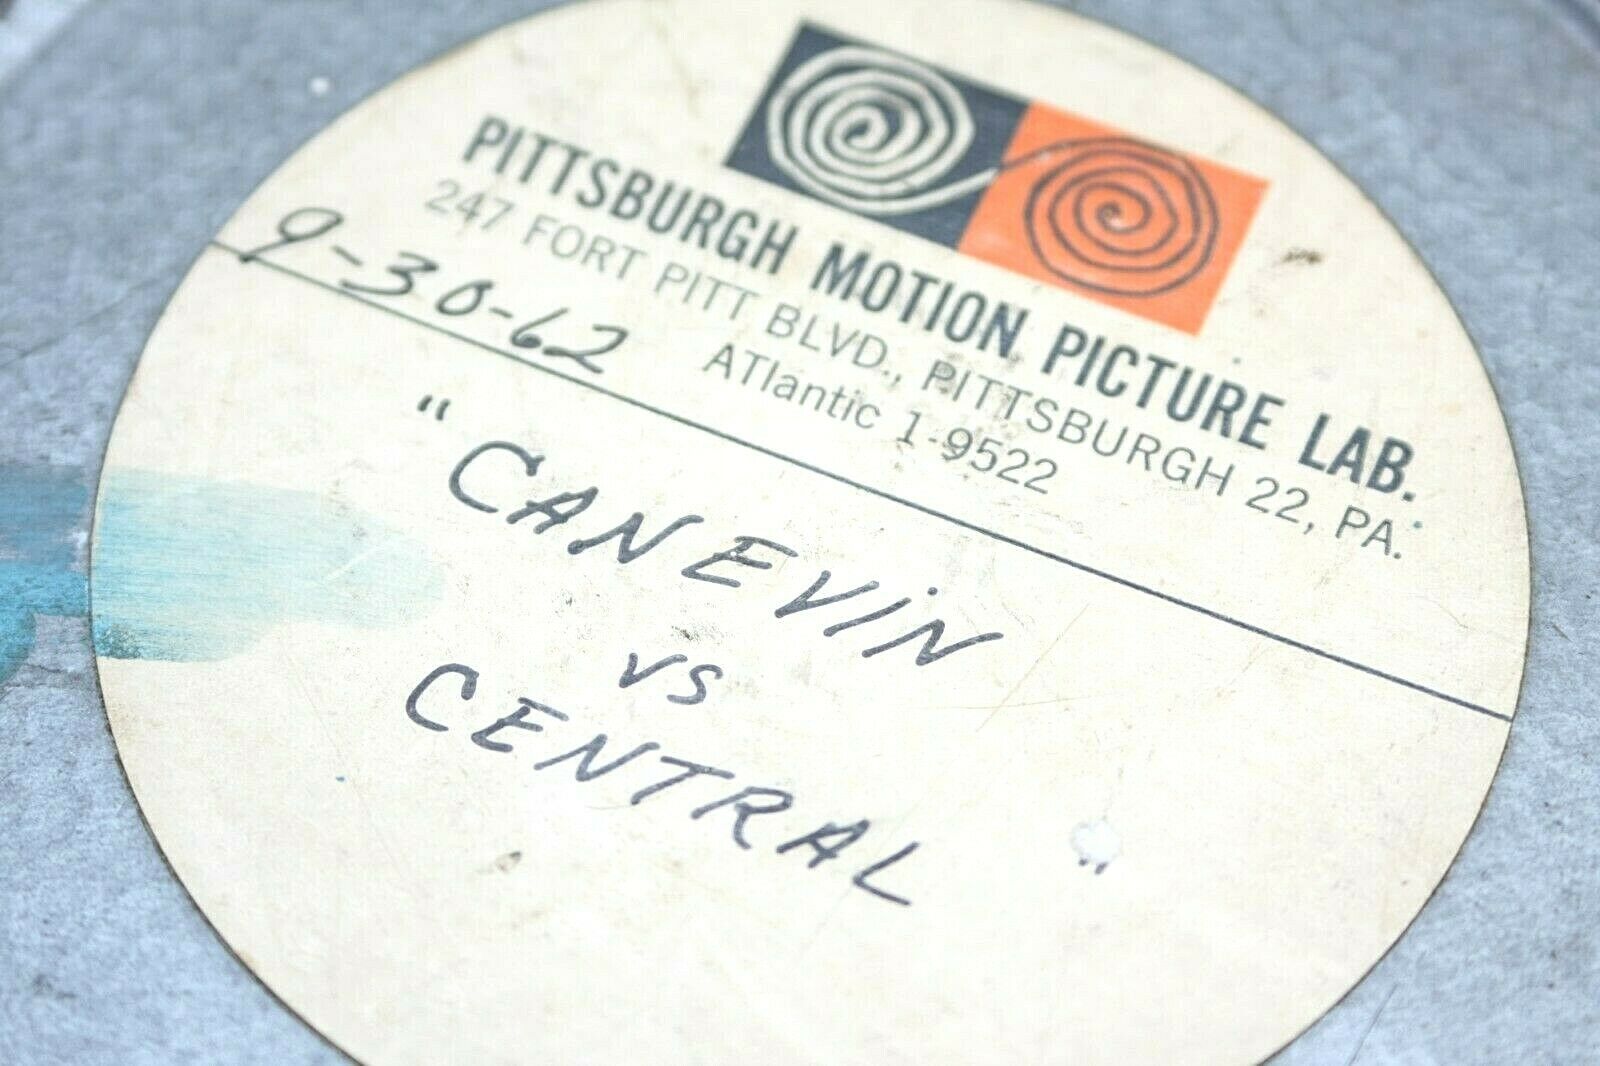 PITTSBURGH MOTION PICTURE LAB.
247 FORT PITT BLVD., PITTSBURGH 22, PA.
ATlantic 1-9522
9-30-62
"CANEVIN
vs
CENTRAL"